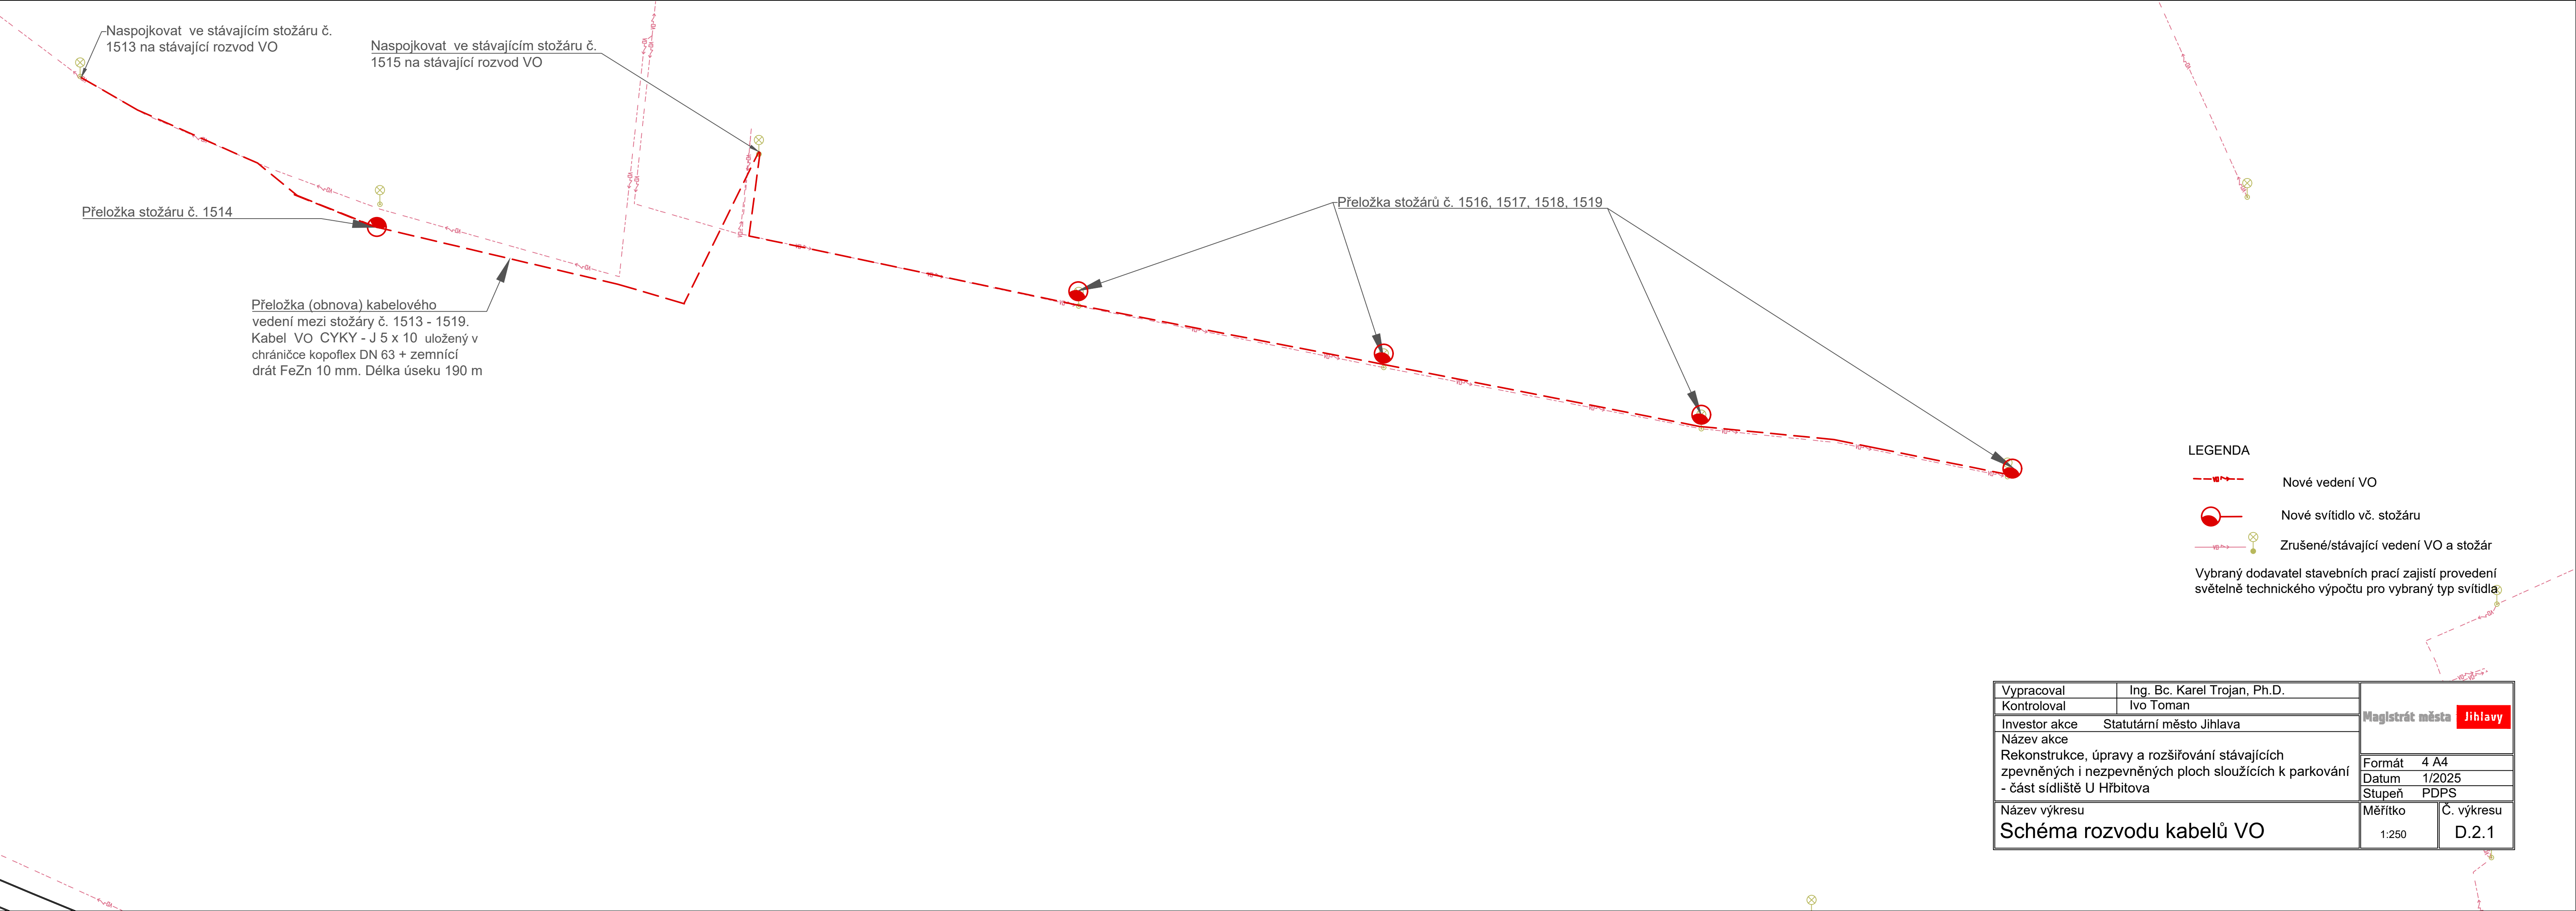 Naspojkovat ve stávajícím stožáru č.
1513 na stávající rozvod VO
Naspojkovat ve stávajícím stožáru č.
1515 na stávající rozvod VO
Přeložka stožáru č. 1514
Přeložka stožárů č. 1516, 1517, 1518, 1519
Přeložka (obnova) kabelového
vedení mezi stožáry č. 1513 - 1519.
Kabel VO CYKY - J 5 x 10 uložený v
chráničce kopoflex DN 63 + zemnící
drát FeZn 10 mm. Délka úseku 190 m
LEGENDA
VO
Nové vedení VO
Nové svítidlo vč. stožáru
VO
Zrušené/stávající vedení VO a stožár
Vybraný dodavatel stavebních prací zajistí provedení
světelně technického výpočtu pro vybraný typ svítidla
Vypracoval Ing. Bc. Karel Trojan, Ph.D.
Kontroloval Ivo Toman
Investor akce Statutární město Jihlava
Název akce
Rekonstrukce, úpravy a rozšiřování stávajících
zpevněných i nezpevněných ploch sloužících k parkování
- část sídliště U Hřbitova
Název výkresu
Schéma rozvodu kabelů VO
Magistrát města Jihlavy
Formát 4 A4
Datum 1/2025
Stupeň PDPS
Měřítko
1:250
Č. výkresu
D.2.1